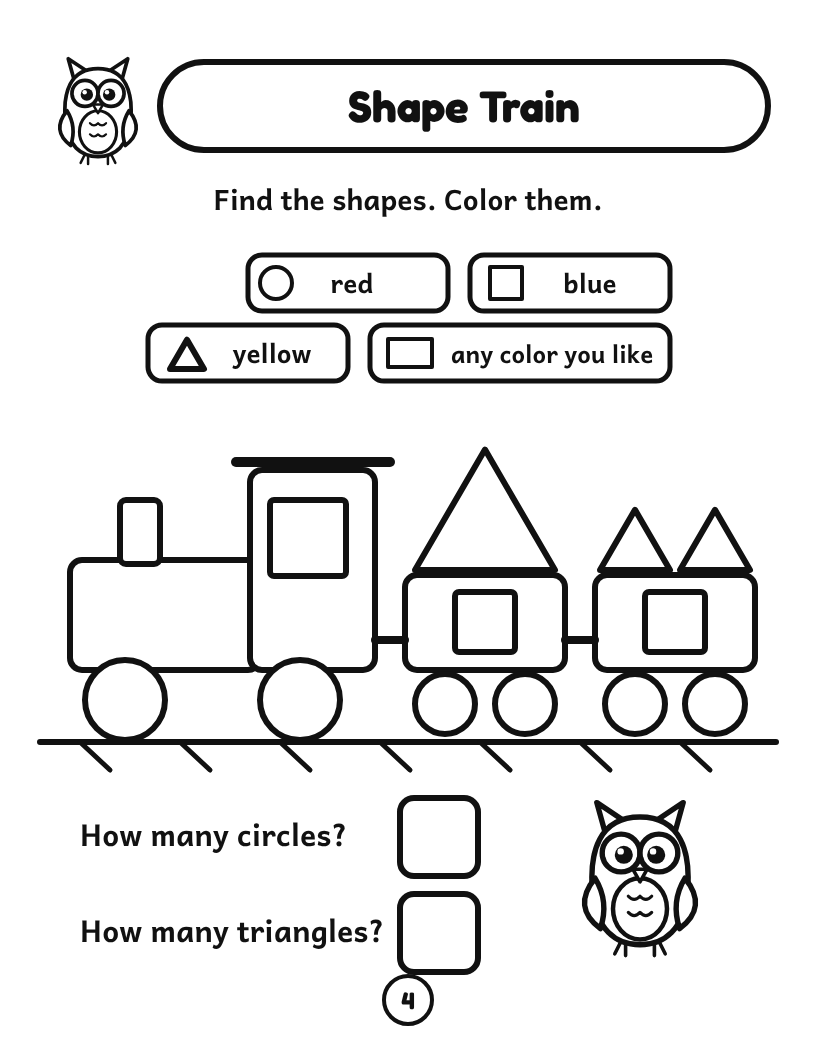 Shape Train
Find the shapes. Color them.
red
blue
yellow
any color you like
How many circles?
How many triangles?
4